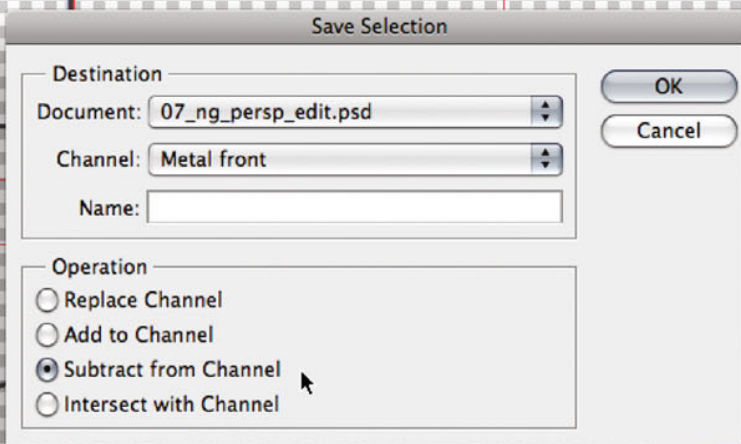 Save Selection
Destination
Document: 07_ng_persp_edit.psd
Channel: Metal front
Name:
OK
Cancel
Operation
Replace Channel
Add to Channel
Subtract from Channel
Intersect with Channel